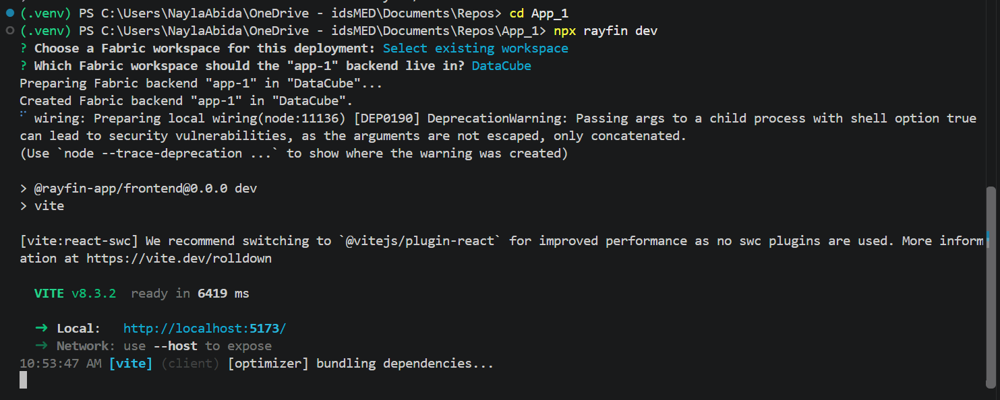 (.venv) PS C:\Users\NaylaAbida\OneDrive - idsMED\Documents\Repos> cd App_1
(.venv) PS C:\Users\NaylaAbida\OneDrive - idsMED\Documents\Repos\App_1> npx rayfin dev
? Choose a Fabric workspace for this deployment: Select existing workspace
? Which Fabric workspace should the "app-1" backend live in? DataCube
Preparing Fabric backend "app-1" in "DataCube"...
Created Fabric backend "app-1" in "DataCube".
wiring: Preparing local wiring(node:11136) [DEP0190] DeprecationWarning: Passing args to a child process with shell option true
can lead to security vulnerabilities, as the arguments are not escaped, only concatenated.
(Use `node --trace-deprecation ...` to show where the warning was created)
> @rayfin-app/frontend@0.0.0 dev
> vite
[vite:react-swc] We recommend switching to `@vitejs/plugin-react` for improved performance as no swc plugins are used. More inform
ation at https://vite.dev/rolldown
VITE v8.3.2 ready in 6419 ms
➜ Local: http://localhost:5173/
➜ Network: use --host to expose
10:53:47 AM [vite] (client) [optimizer] bundling dependencies...